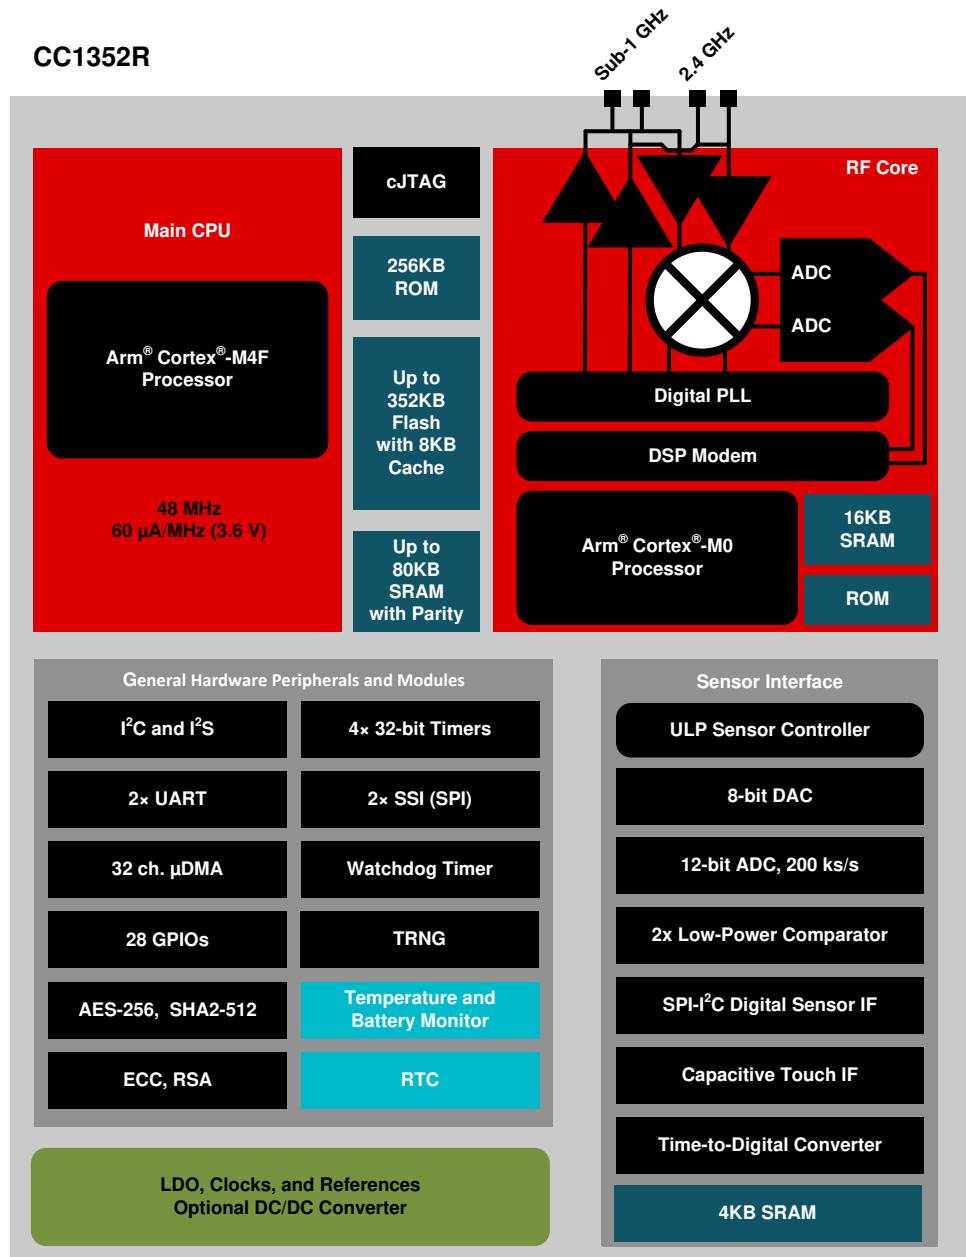 CC1352R
Sub-1 GHz
2.4 GHz
Main CPU
Arm® Cortex®-M4F
Processor
48 MHz
60 µA/MHz (3.6 V)
cJTAG
256KB
ROM
Up to
352KB
Flash
with 8KB
Cache
Up to
80KB
SRAM
with Parity
RF Core
ADC
ADC
Digital PLL
DSP Modem
Arm® Cortex®-M0
Processor
16KB
SRAM
ROM
General Hardware Peripherals and Modules
I²C and I²S
4× 32-bit Timers
2× UART
2× SSI (SPI)
32 ch. µDMA
Watchdog Timer
28 GPIOs
TRNG
AES-256, SHA2-512
Temperature and
Battery Monitor
ECC, RSA
RTC
LDO, Clocks, and References
Optional DC/DC Converter
Sensor Interface
ULP Sensor Controller
8-bit DAC
12-bit ADC, 200 ks/s
2x Low-Power Comparator
SPI-I²C Digital Sensor IF
Capacitive Touch IF
Time-to-Digital Converter
4KB SRAM